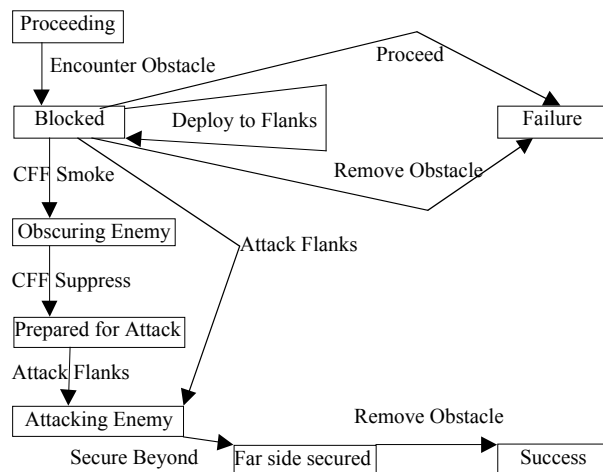 Proceeding
Encounter Obstacle
Proceed
Blocked
Deploy to Flanks
Failure
CFF Smoke
Remove Obstacle
Obscuring Enemy
Attack Flanks
CFF Suppress
Prepared for Attack
Attack Flanks
Attacking Enemy
Remove Obstacle
Secure Beyond
Far side secured
Success